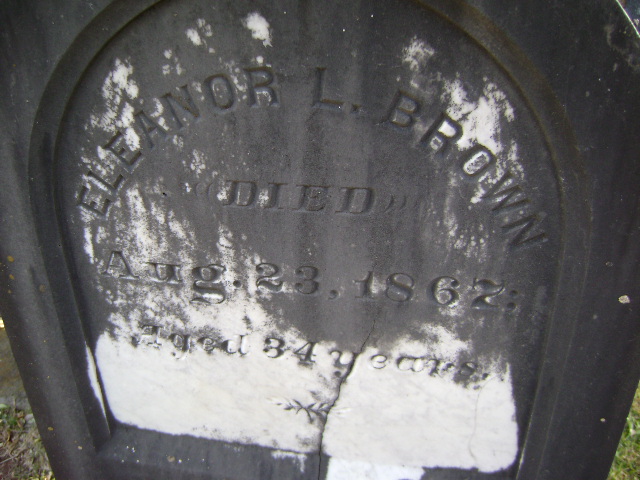 ELEANOR L. BROWN
"DIED"
Aug. 23, 1862;
Aged 34 years.